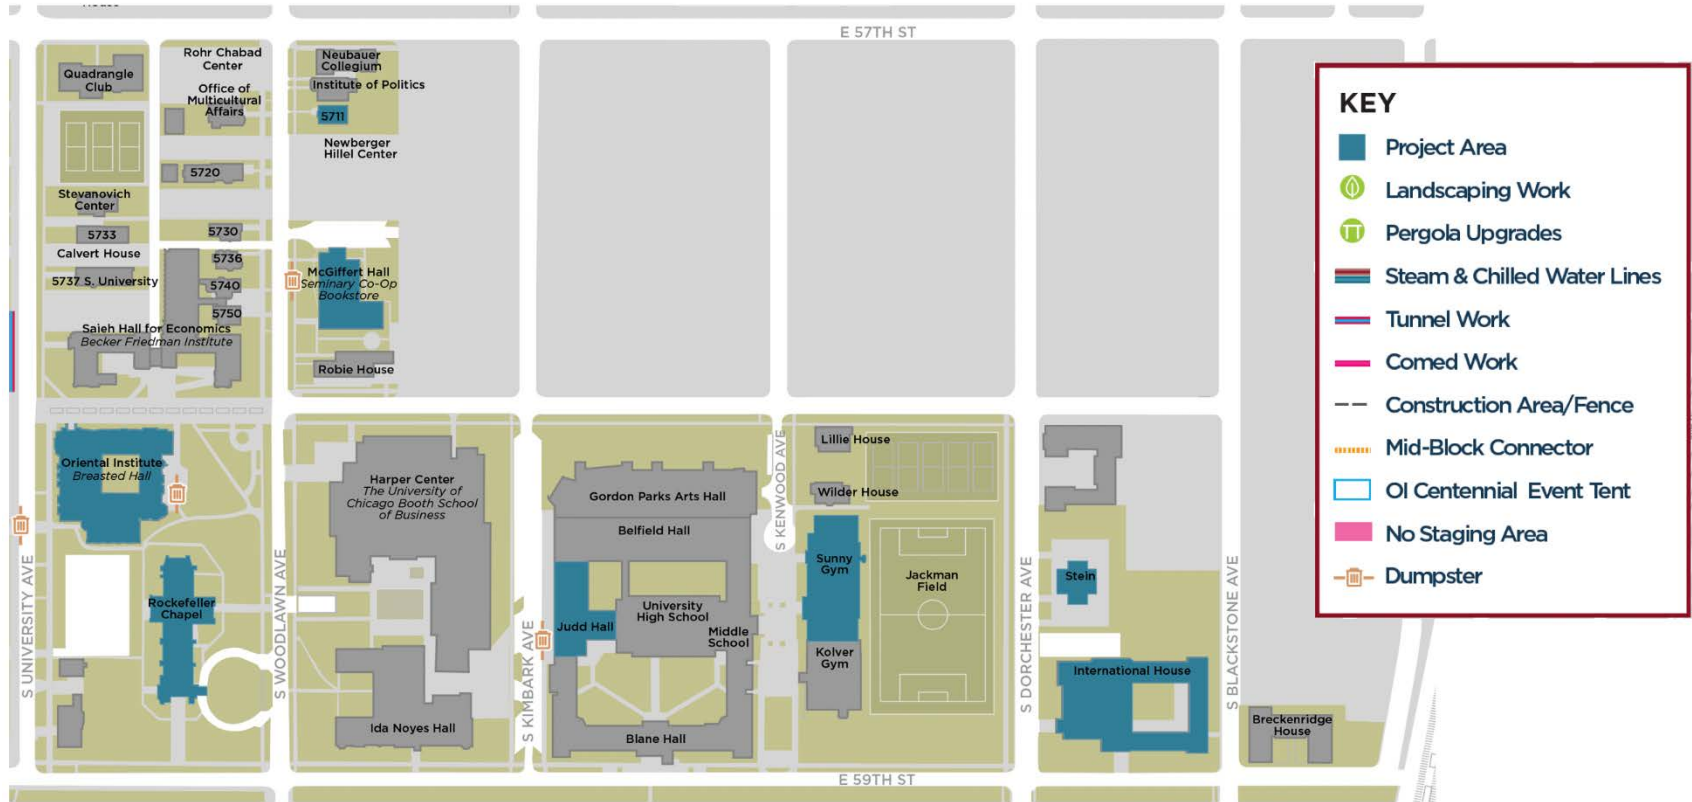 House
E 57TH ST
Quadrangle
Club
Rohr Chabad
Center
Office of
Multicultural
Affairs
Neubauer
Collegium
Institute of Politics
5711
Newberger
Hillel Center
5720
Stevanovich
Center
5733
Calvert House
5737 S. University
5730
5736
5740
5750
Saieh Hall for Economics
Becker Friedman Institute
McGiffert Hall
Seminary Co-Op
Bookstore
Robie House
Oriental Institute
Breasted Hall
Rockefeller
Chapel
S UNIVERSITY AVE
S WOODLAWN AVE
Harper Center
The University of
Chicago Booth School
of Business
Ida Noyes Hall
S KIMBARK AVE
Gordon Parks Arts Hall
Belfield Hall
Judd Hall
University
High School
Middle
School
Blane Hall
S KENWOOD AVE
Lillie House
Wilder House
Sunny
Gym
Kolver
Gym
Jackman
Field
S DORCHESTER AVE
Stein
International House
S BLACKSTONE AVE
Breckenridge
House
E 59TH ST
KEY
Project Area
Landscaping Work
Pergola Upgrades
Steam & Chilled Water Lines
Tunnel Work
Comed Work
Construction Area/Fence
Mid-Block Connector
OI Centennial Event Tent
No Staging Area
Dumpster